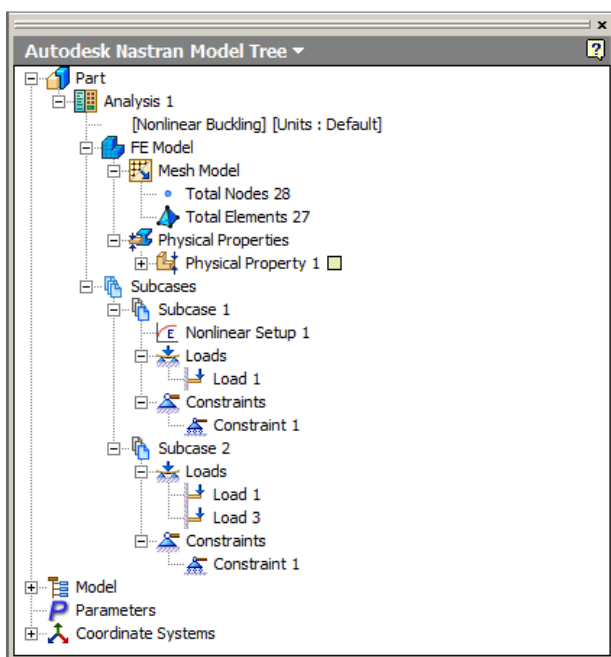 x
Autodesk Nastran Model Tree
?
Part
Analysis 1
[Nonlinear Buckling] [Units : Default]
FE Model
Mesh Model
Total Nodes 28
Total Elements 27
Physical Properties
Physical Property 1
Subcases
Subcase 1
E Nonlinear Setup 1
Loads
Load 1
Constraints
Constraint 1
Subcase 2
Loads
Load 1
Load 3
Constraints
Constraint 1
Model
P Parameters
Coordinate Systems